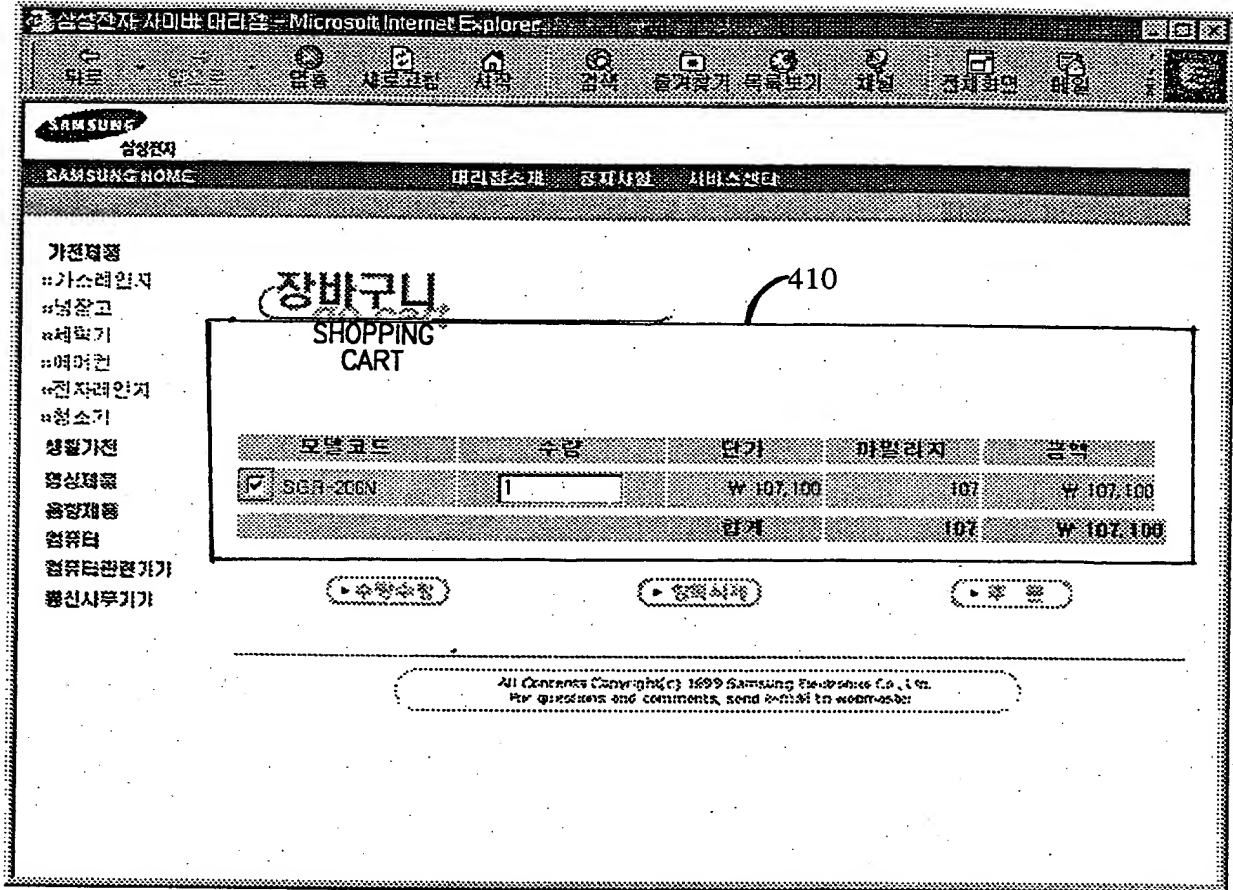 삼성전자 사이버 대리점 - Microsoft Internet Explorer
뒤로 앞으로 멈춤 새로고침 시작 검색 즐겨찾기 목록보기 채널 전체화면 메일
SAMSUNG
삼성전자
SAMSUNG HOME 대리점소개 공지사항 서비스센터
가전제품
가스레인지
냉장고
세탁기
에어컨
전자레인지
청소기
생활가전
영상제품
음향제품
컴퓨터
컴퓨터관련기기
통신사무기기
장바구니
410
SHOPPING
CART
모델코드 수량 단가 마일리지 금액
SGR-206N 1 ₩ 107,100 107 ₩ 107,100
합계 107 ₩ 107,100
수량수정 항목삭제 주 문
All Contents Copyright(c) 1699 Samsung Electronics Co., Ltd.
For questions and comments, send e-mail to webmaster